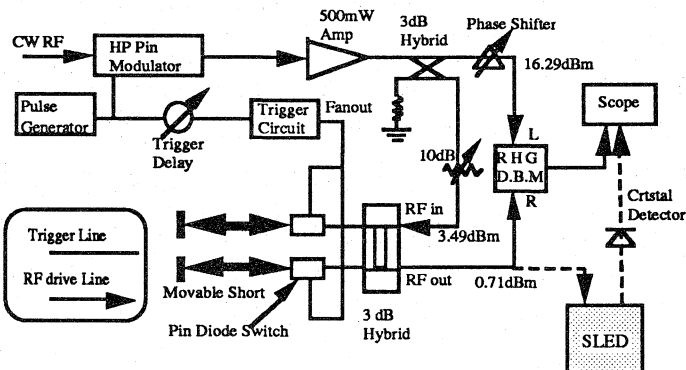 500mW
Amp
3dB
Hybrid
Phase Shifter
CW RF
HP Pin
Modulator
16.29dBm
Scope
Pulse
Generator
Trigger
Delay
Trigger
Circuit
Fanout
10dB
L
R H G
D.B.M
R
Crtstal
Detector
Trigger Line
RF drive Line
RF in
3.49dBm
RF out
0.71dBm
Movable Short
Pin Diode Switch
3 dB
Hybrid
SLED